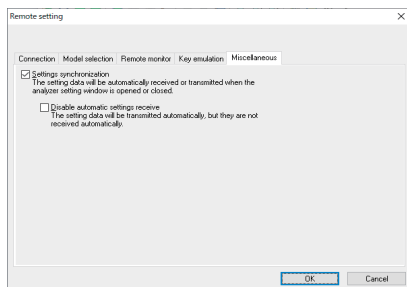 Remote setting
Connection Model selection Remote monitor Key emulation Miscellaneous
Settings synchronization
The setting data will be automatically received or transmitted when the
analyzer setting window is opened or closed.
Disable automatic settings receive
The setting data will be transmitted automatically, but they are not
received automatically.
OK Cancel